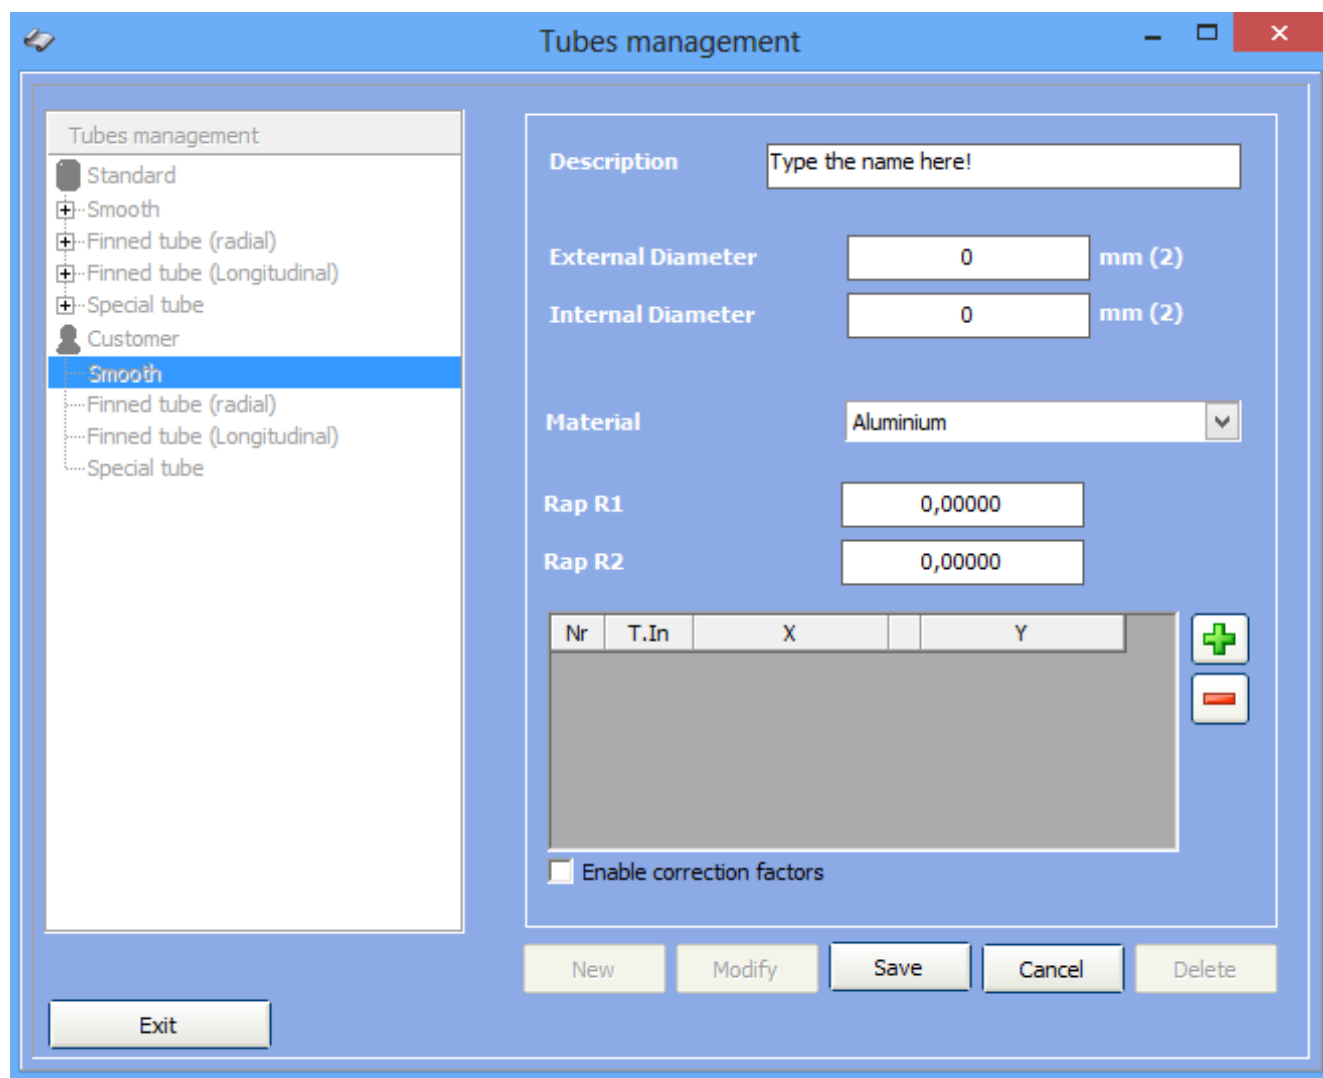 Tubes management
Tubes management
Standard
Smooth
Finned tube (radial)
Finned tube (Longitudinal)
Special tube
Customer
Smooth
Finned tube (radial)
Finned tube (Longitudinal)
Special tube
Description Type the name here!
External Diameter 0 mm (2)
Internal Diameter 0 mm (2)
Material Aluminium
Rap R1 0,00000
Rap R2 0,00000
Nr T.In X Y
Enable correction factors
New Modify Save Cancel Delete
Exit